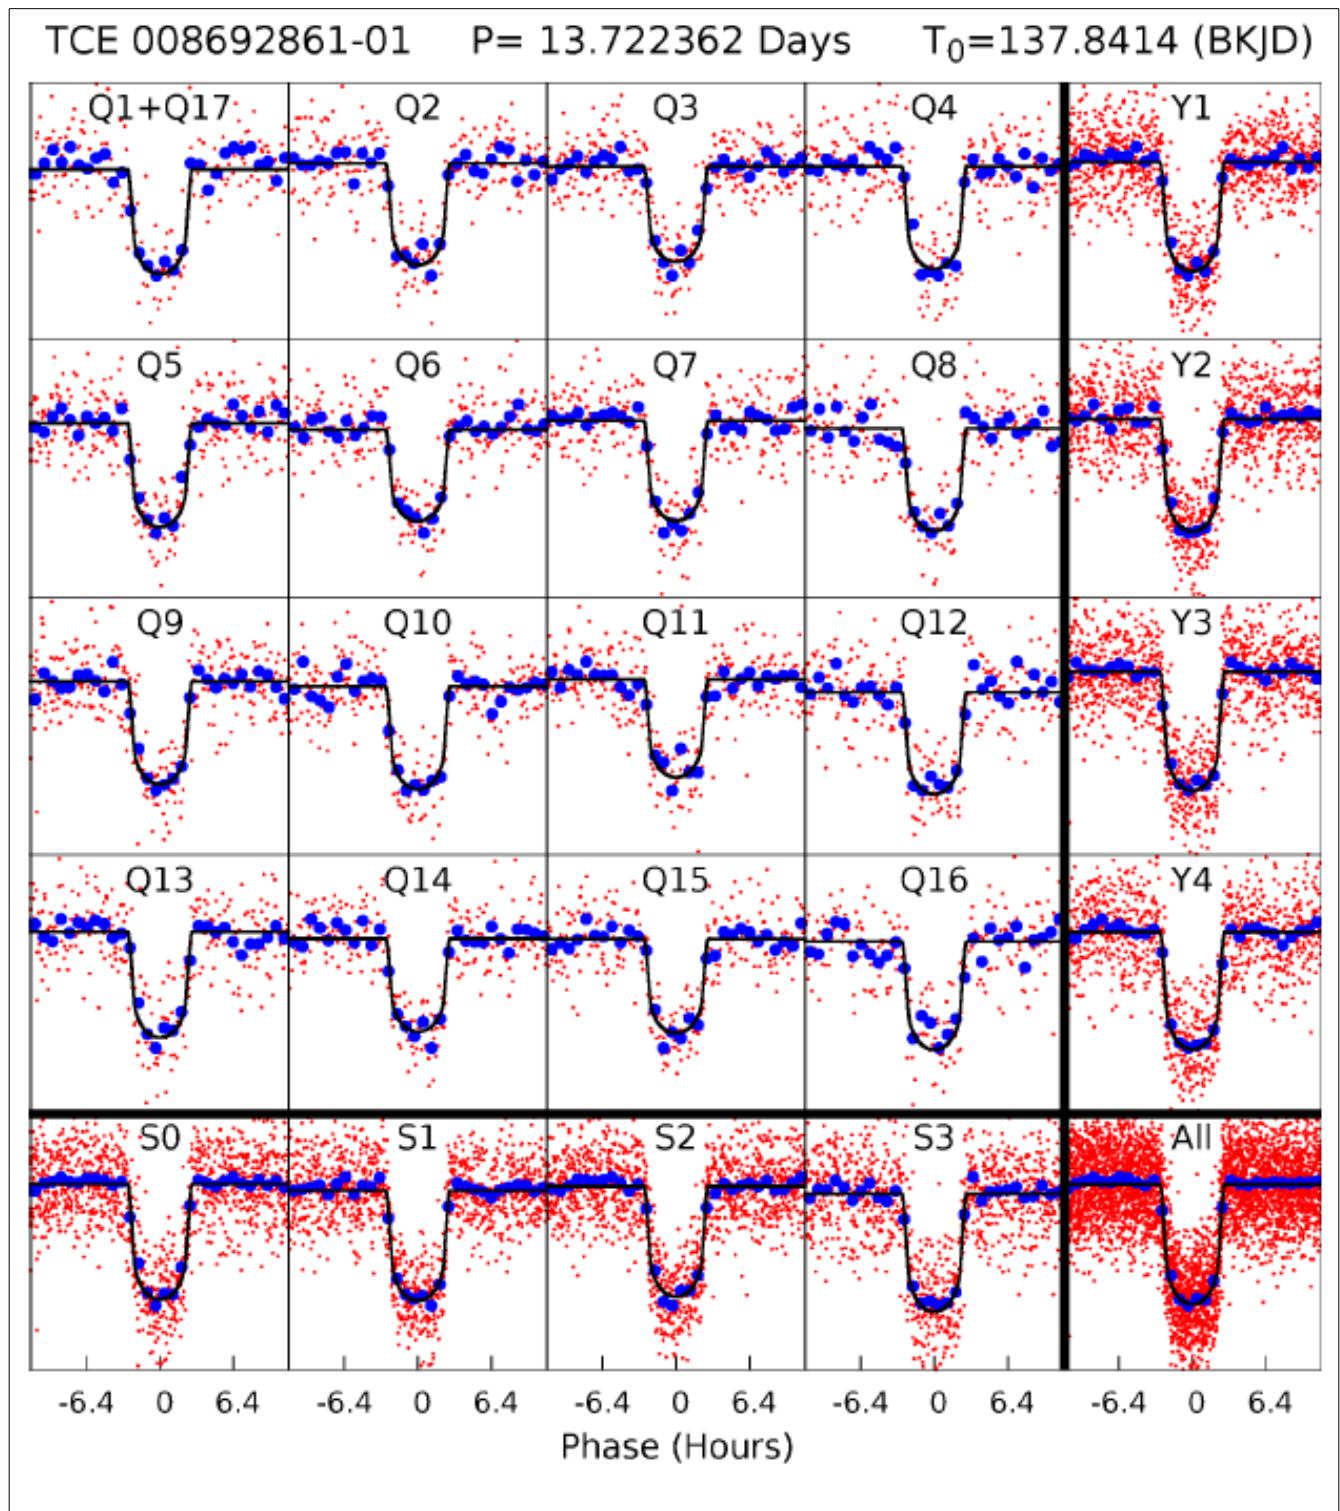 TCE 008692861-01 P= 13.722362 Days T₀=137.8414 (BKJD)
Q1+Q17 Q2 Q3 Q4 Y1
Q5 Q6 Q7 Q8 Y2
Q9 Q10 Q11 Q12 Y3
Q13 Q14 Q15 Q16 Y4
S0 S1 S2 S3 All
-6.4 0 6.4 -6.4 0 6.4 -6.4 0 6.4 -6.4 0 6.4 -6.4 0 6.4
Phase (Hours)